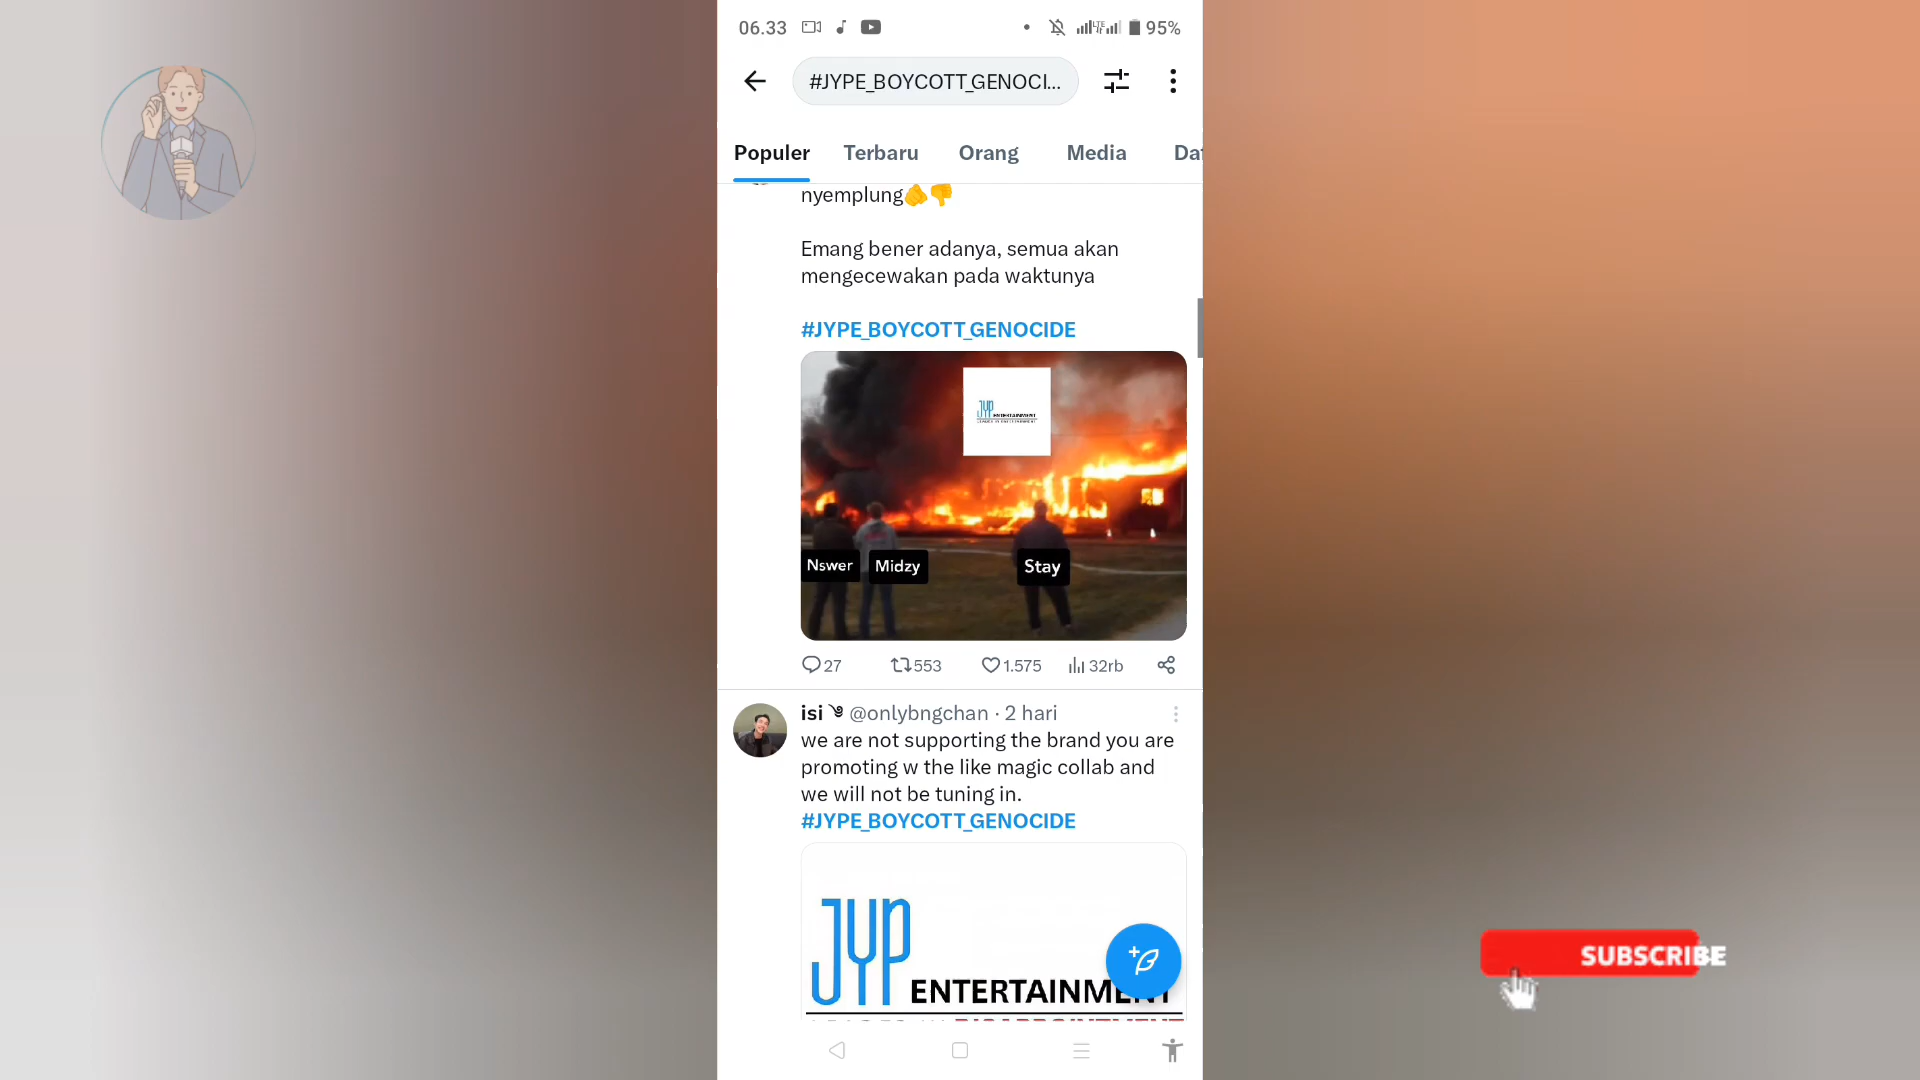 06.33
95%
#JYPE_BOYCOTT_GENOCI...
Populer Terbaru Orang Media Da
nyemplung🫵👎
Emang bener adanya, semua akan
mengecewakan pada waktunya
#JYPE_BOYCOTT_GENOCIDE
JYP ENTERTAINMENT
Nswer Midzy Stay
27 553 1.575 32rb
isi @onlybngchan · 2 hari
we are not supporting the brand you are
promoting w the like magic collab and
we will not be tuning in.
#JYPE_BOYCOTT_GENOCIDE
JYP ENTERTAINMENT
SUBSCRIBE